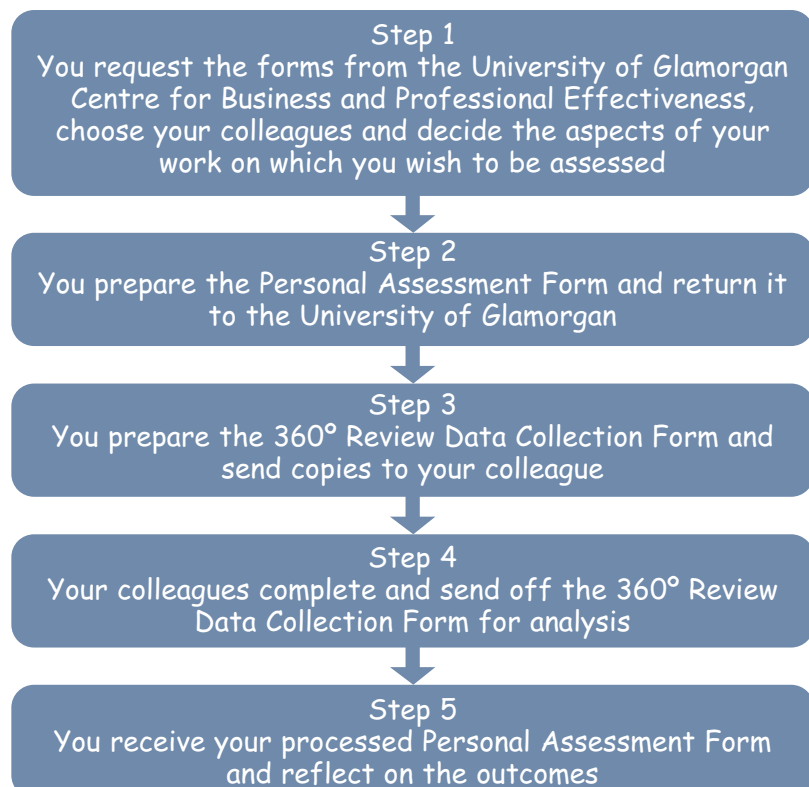 Step 1
You request the forms from the University of Glamorgan
Centre for Business and Professional Effectiveness,
choose your colleagues and decide the aspects of your
work on which you wish to be assessed
Step 2
You prepare the Personal Assessment Form and return it
to the University of Glamorgan
Step 3
You prepare the 360º Review Data Collection Form and
send copies to your colleague
Step 4
Your colleagues complete and send off the 360º Review
Data Collection Form for analysis
Step 5
You receive your processed Personal Assessment Form
and reflect on the outcomes